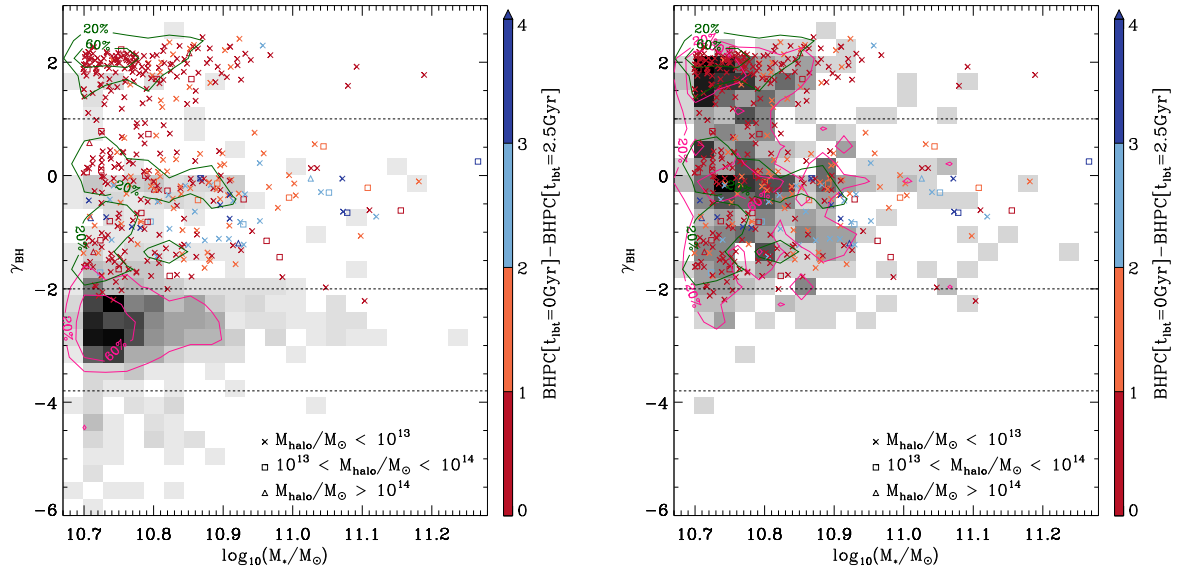 20%
60%
20%
20%
20%
60%
γBH
2
0
−2
−4
−6
10.7 10.8 10.9 11.0 11.1 11.2
log10(M*/M⊙)
× Mhalo/M⊙ < 10^13
□ 10^13 < Mhalo/M⊙ < 10^14
△ Mhalo/M⊙ > 10^14
4
3
2
1
0
BHPC[tlbt=0Gyr]−BHPC[tlbt=2.5Gyr]
20%
60%
20%
20%
20%
γBH
2
0
−2
−4
−6
10.7 10.8 10.9 11.0 11.1 11.2
log10(M*/M⊙)
× Mhalo/M⊙ < 10^13
□ 10^13 < Mhalo/M⊙ < 10^14
△ Mhalo/M⊙ > 10^14
4
3
2
1
0
BHPC[tlbt=0Gyr]−BHPC[tlbt=2.5Gyr]